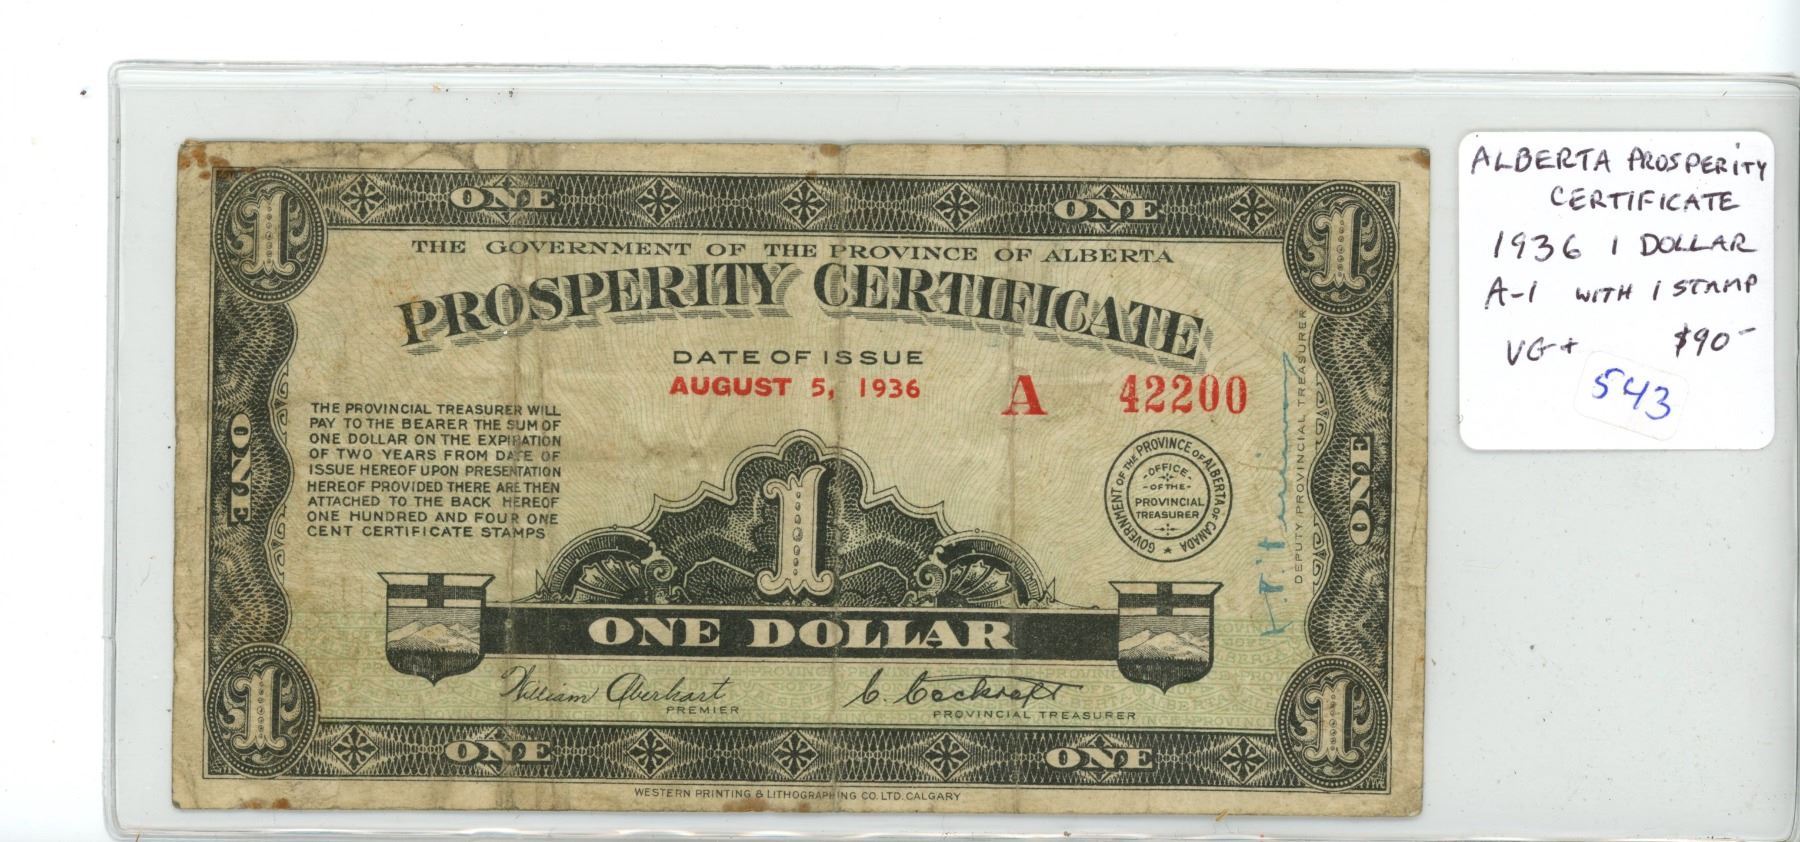 ONE ONE
THE GOVERNMENT OF THE PROVINCE OF ALBERTA
PROSPERITY CERTIFICATE
DATE OF ISSUE
AUGUST 5, 1936
A 42200
THE PROVINCIAL TREASURER WILL
PAY TO THE BEARER THE SUM OF
ONE DOLLAR ON THE EXPIRATION
OF TWO YEARS FROM DATE OF
ISSUE HEREOF UPON PRESENTATION
HEREOF PROVIDED THERE ARE THEN
ATTACHED TO THE BACK HEREOF
ONE HUNDRED AND FOUR ONE
CENT CERTIFICATE STAMPS
GOVERNMENT OF THE PROVINCE OF ALBERTA OF CANADA
OFFICE
OF THE
PROVINCIAL
TREASURER
DEPUTY PROVINCIAL TREASURER
1
1
1
1
1
ONE
ONE
ONE DOLLAR
William Aberhart
PREMIER
C. Cockroft
PROVINCIAL TREASURER
ONE ONE
WESTERN PRINTING & LITHOGRAPHING CO. LTD. CALGARY
ALBERTA PROSPERITY
CERTIFICATE
1936 1 DOLLAR
A-1 WITH 1 STAMP
VG+ $90-
543